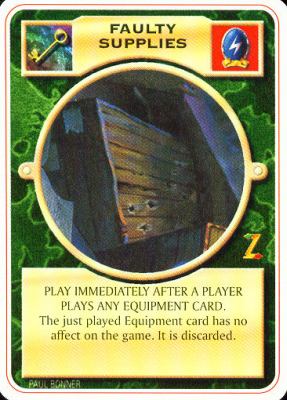 FAULTY
SUPPLIES
Z
PLAY IMMEDIATELY AFTER A PLAYER
PLAYS ANY EQUIPMENT CARD.
The just played Equipment card has no
affect on the game. It is discarded.
PAUL BONNER